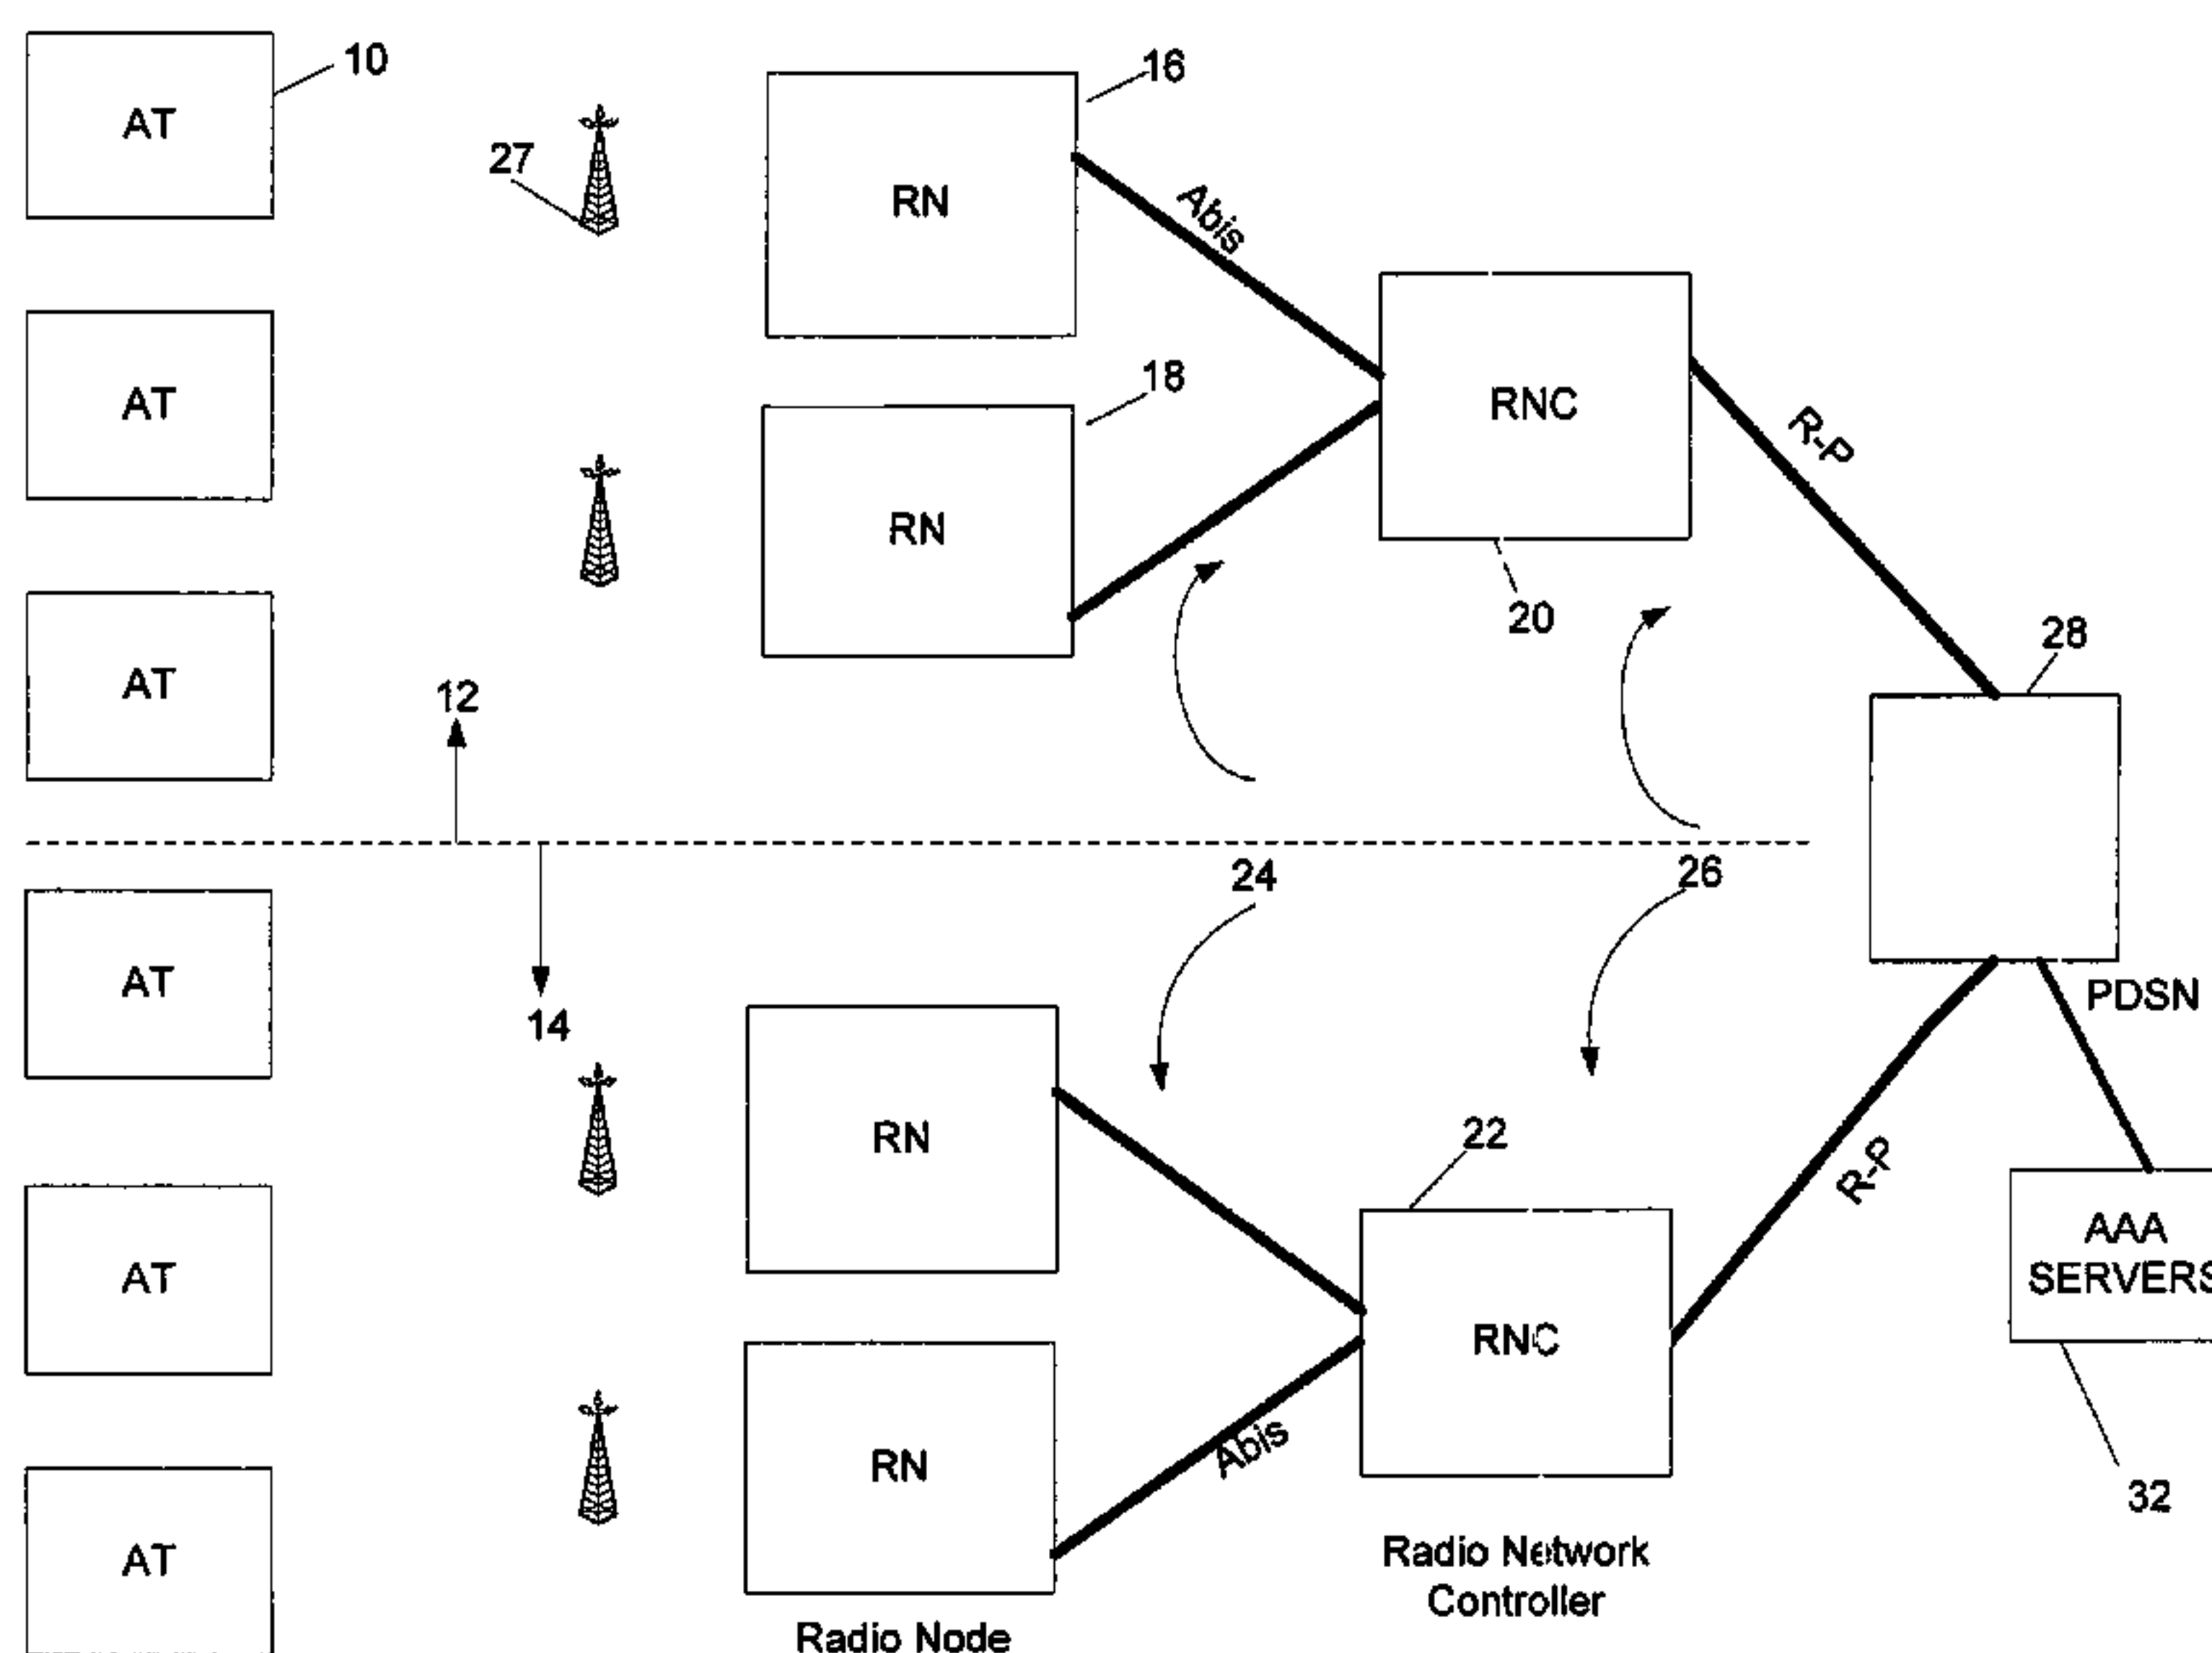 AT
10
27
16
RN
Abis
AT
18
RN
RNC
R-P
20
AT
12
28
24
26
AT
14
PDSN
RN
22
R-P
AT
AAA
SERVERS
RNC
Abis
RN
32
AT
Radio Network
Controller
Radio Node